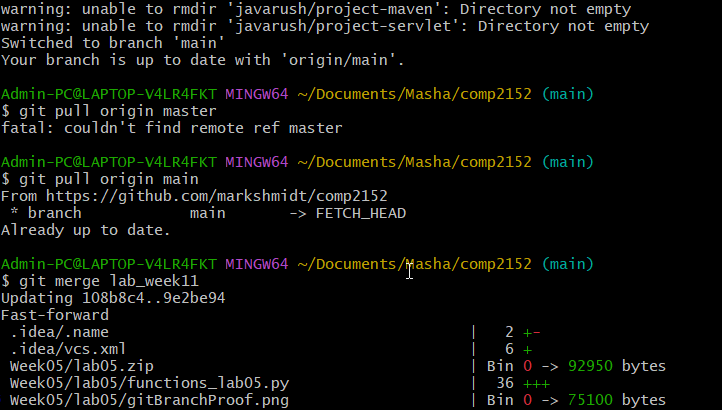 warning: unable to rmdir 'javarush/project-maven': Directory not empty
warning: unable to rmdir 'javarush/project-servlet': Directory not empty
Switched to branch 'main'
Your branch is up to date with 'origin/main'.
Admin-PC@LAPTOP-V4LR4FKT MINGW64 ~/Documents/Masha/comp2152 (main)
$ git pull origin master
fatal: couldn't find remote ref master
Admin-PC@LAPTOP-V4LR4FKT MINGW64 ~/Documents/Masha/comp2152 (main)
$ git pull origin main
From https://github.com/markshmidt/comp2152
 * branch            main       -> FETCH_HEAD
Already up to date.
Admin-PC@LAPTOP-V4LR4FKT MINGW64 ~/Documents/Masha/comp2152 (main)
$ git merge lab_week11
Updating 108b8c4..9e2be94
Fast-forward
 .idea/.name                                        |   2 +-
 .idea/vcs.xml                                      |   6 +
 Week05/lab05.zip                                   | Bin 0 -> 92950 bytes
 Week05/lab05/functions_lab05.py                    |  36 +++
 Week05/lab05/gitBranchProof.png                    | Bin 0 -> 75100 bytes